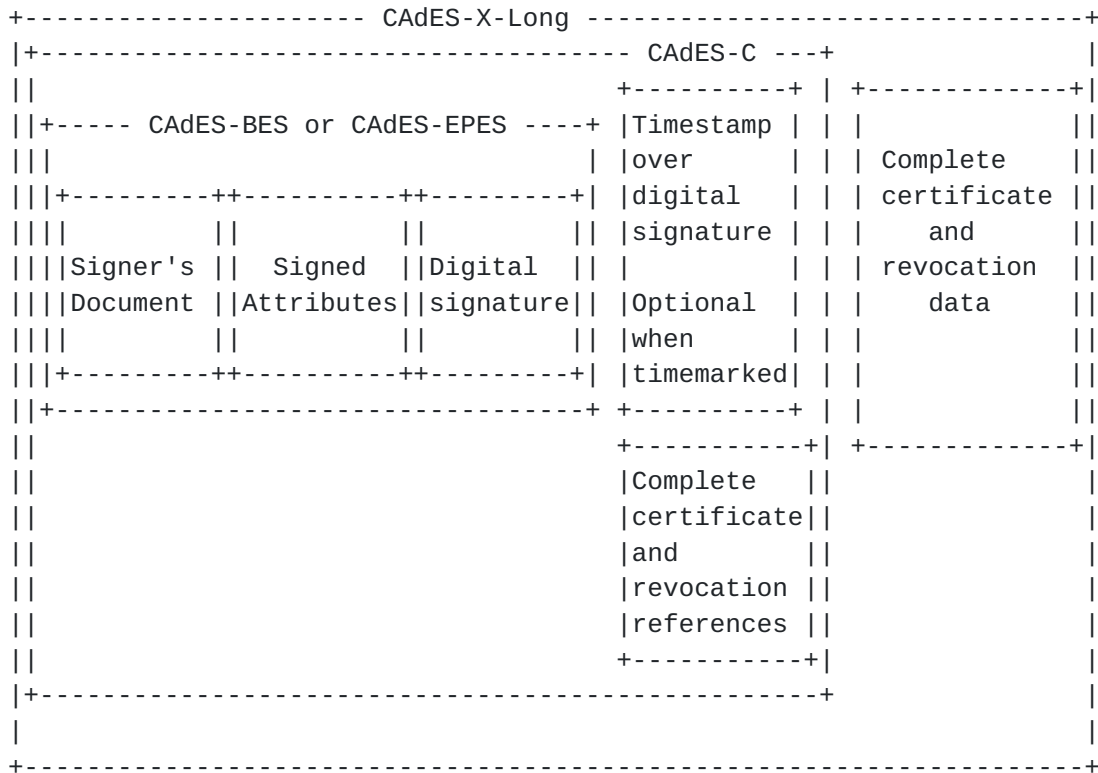 CAdES-X-Long
CAdES-C
CAdES-BES or CAdES-EPES
Signer's
Document
Signed
Attributes
Digital
signature
Timestamp
over
digital
signature
Optional
when
timemarked
Complete
certificate
and
revocation
references
Complete
certificate
and
revocation
data